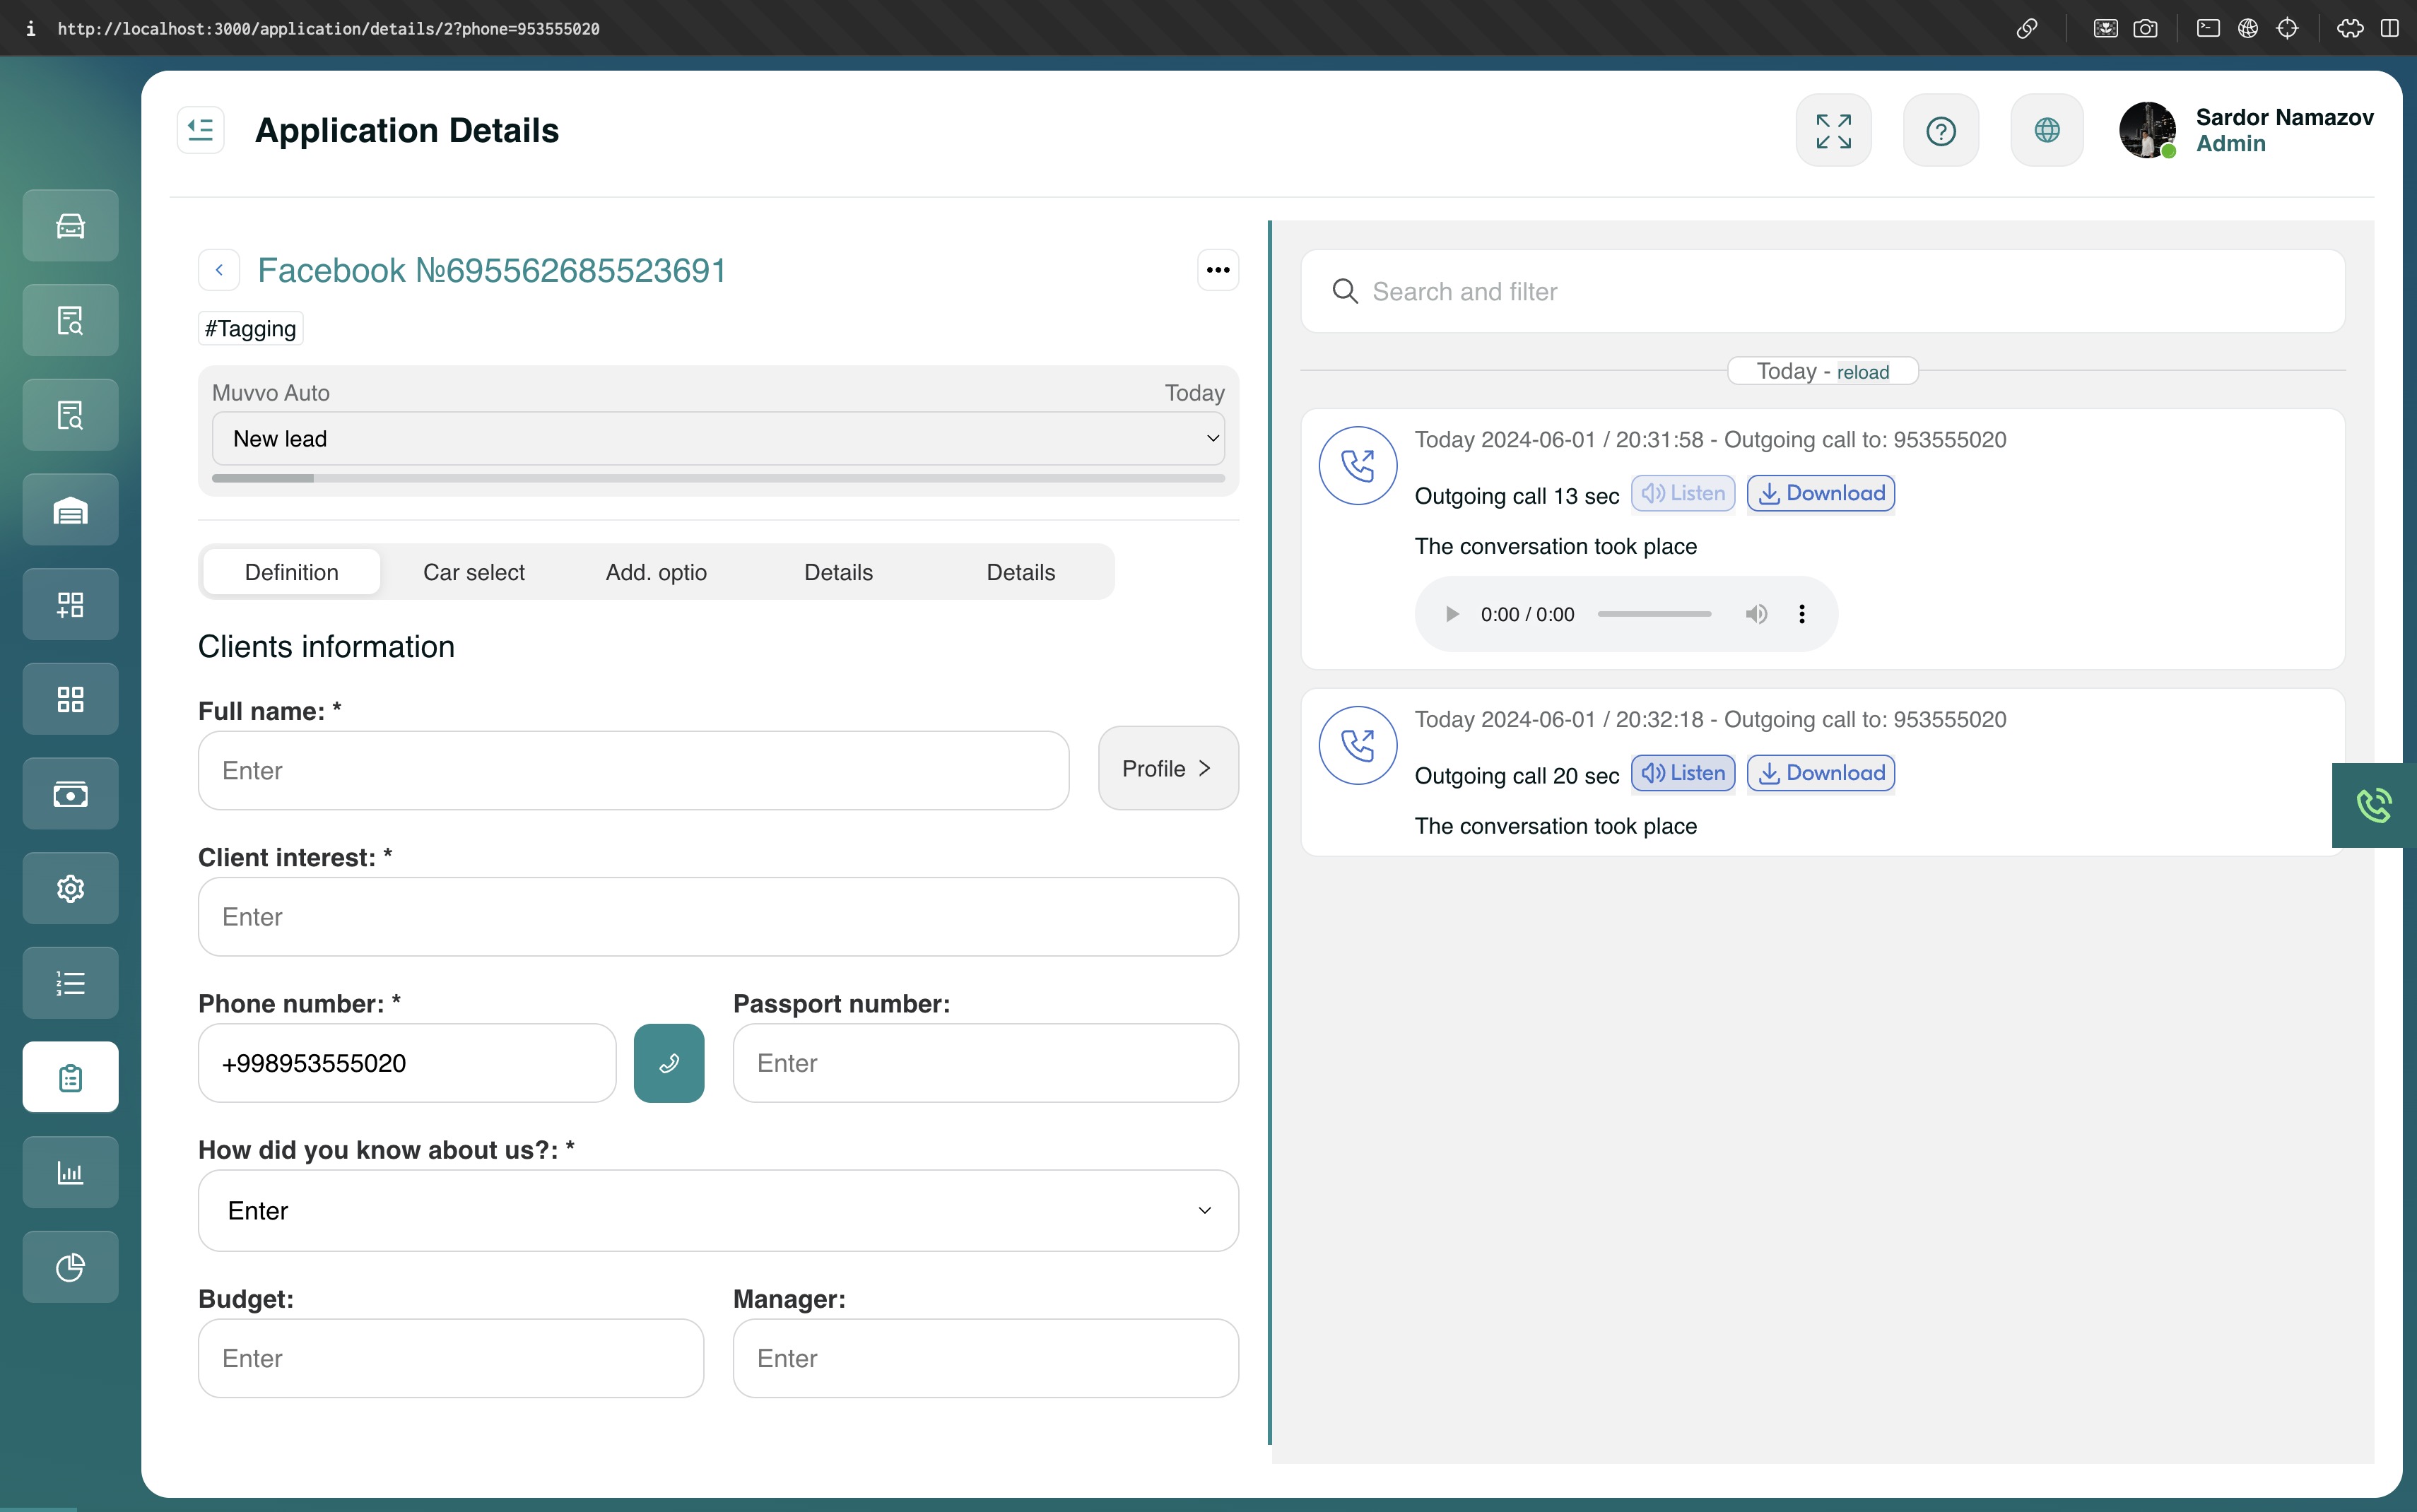 i http://localhost:3000/application/details/2?phone=953555020
Application Details
Sardor Namazov
Admin
Facebook №695562685523691
#Tagging
Muvvo Auto
Today
New lead
Definition
Car select
Add. optio
Details
Details
Clients information
Full name: *
Enter
Profile
Client interest: *
Enter
Phone number: *
+998953555020
Passport number:
Enter
How did you know about us?: *
Enter
Budget:
Enter
Manager:
Enter
Search and filter
Today - reload
Today 2024-06-01 / 20:31:58 - Outgoing call to: 953555020
Outgoing call 13 sec Listen Download
The conversation took place
0:00 / 0:00
Today 2024-06-01 / 20:32:18 - Outgoing call to: 953555020
Outgoing call 20 sec Listen Download
The conversation took place